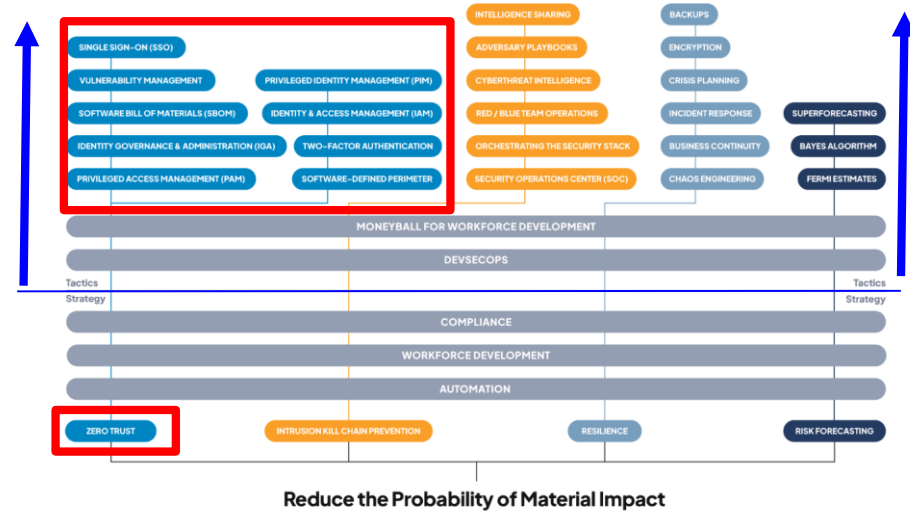 INTELLIGENCE SHARING
BACKUPS
SINGLE SIGN-ON (SSO)
ADVERSARY PLAYBOOKS
ENCRYPTION
VULNERABILITY MANAGEMENT
PRIVILEGED IDENTITY MANAGEMENT (PIM)
CYBERTHREAT INTELLIGENCE
CRISIS PLANNING
SOFTWARE BILL OF MATERIALS (SBOM)
IDENTITY & ACCESS MANAGEMENT (IAM)
RED / BLUE TEAM OPERATIONS
INCIDENT RESPONSE
SUPERFORECASTING
IDENTITY GOVERNANCE & ADMINISTRATION (IGA)
TWO-FACTOR AUTHENTICATION
ORCHESTRATING THE SECURITY STACK
BUSINESS CONTINUITY
BAYES ALGORITHM
PRIVILEGED ACCESS MANAGEMENT (PAM)
SOFTWARE-DEFINED PERIMETER
SECURITY OPERATIONS CENTER (SOC)
CHAOS ENGINEERING
FERMI ESTIMATES
MONEYBALL FOR WORKFORCE DEVELOPMENT
DEVSECOPS
Tactics
Tactics
Strategy
Strategy
COMPLIANCE
WORKFORCE DEVELOPMENT
AUTOMATION
ZERO TRUST
INTRUSION KILL CHAIN PREVENTION
RESILIENCE
RISK FORECASTING
Reduce the Probability of Material Impact